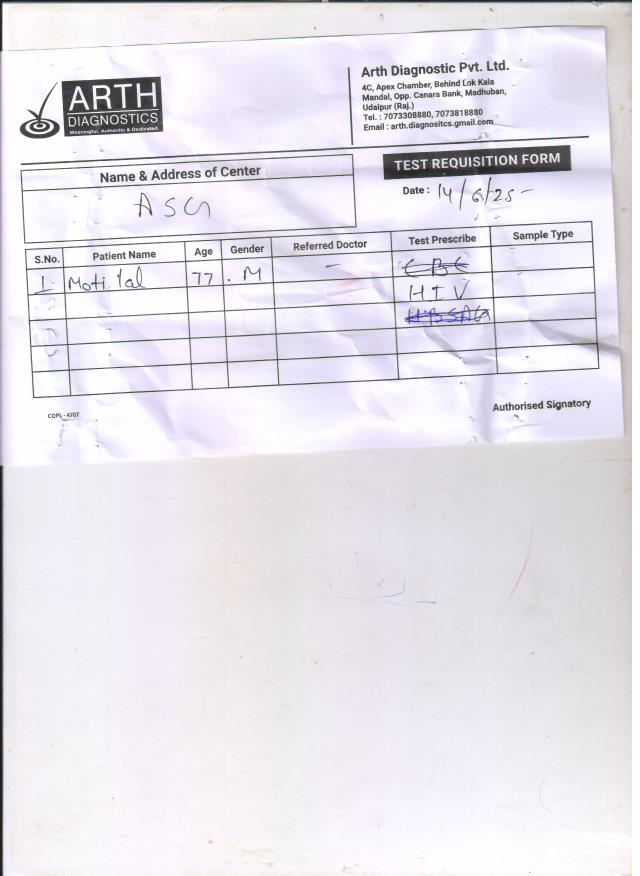 ARTH
DIAGNOSTICS
Meaningful, Authentic & Dedicated
Arth Diagnostic Pvt. Ltd.
4C, Apex Chamber, Behind Lok Kala
Mandal, Opp. Canara Bank, Madhuban,
Udaipur (Raj.)
Tel. : 7073308880, 7073818880
Email : arth.diagnositcs.gmail.com
Name & Address of Center
ASG
TEST REQUISITION FORM
Date : 14/6/25-
S.No. Patient Name Age Gender Referred Doctor Test Prescribe Sample Type
1. Moti lal 77 . M - CBC
HIV
HBSAG
COPL - 4707
Authorised Signatory